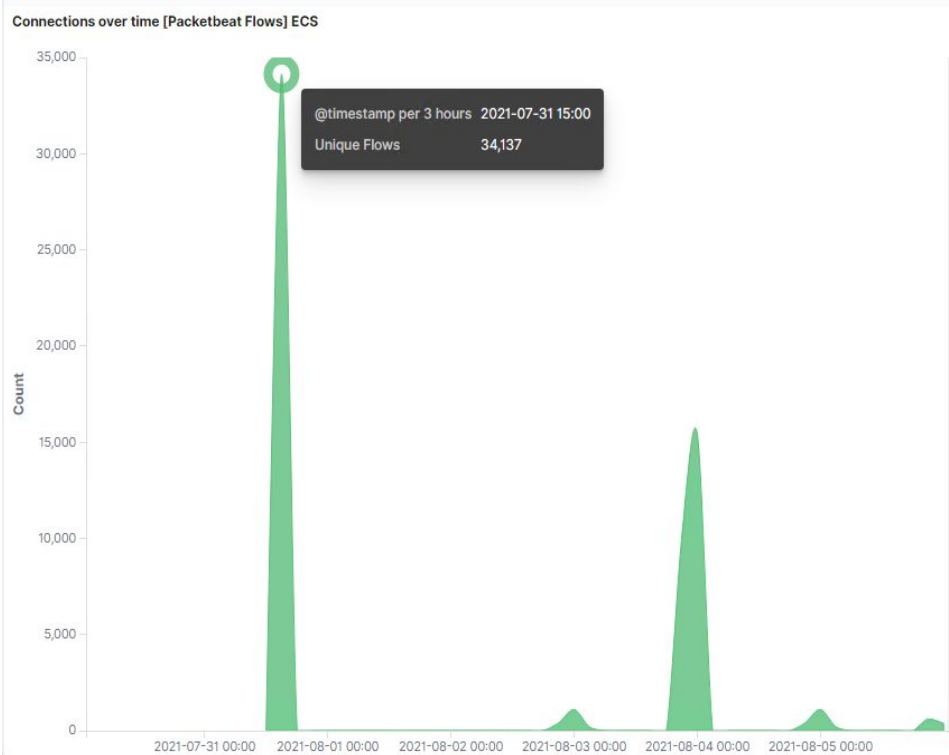 Connections over time [Packetbeat Flows] ECS
35,000
@timestamp per 3 hours 2021-07-31 15:00
Unique Flows 34,137
30,000
25,000
20,000
Count
15,000
10,000
5,000
0
2021-07-31 00:00 2021-08-01 00:00 2021-08-02 00:00 2021-08-03 00:00 2021-08-04 00:00 2021-08-05 00:00